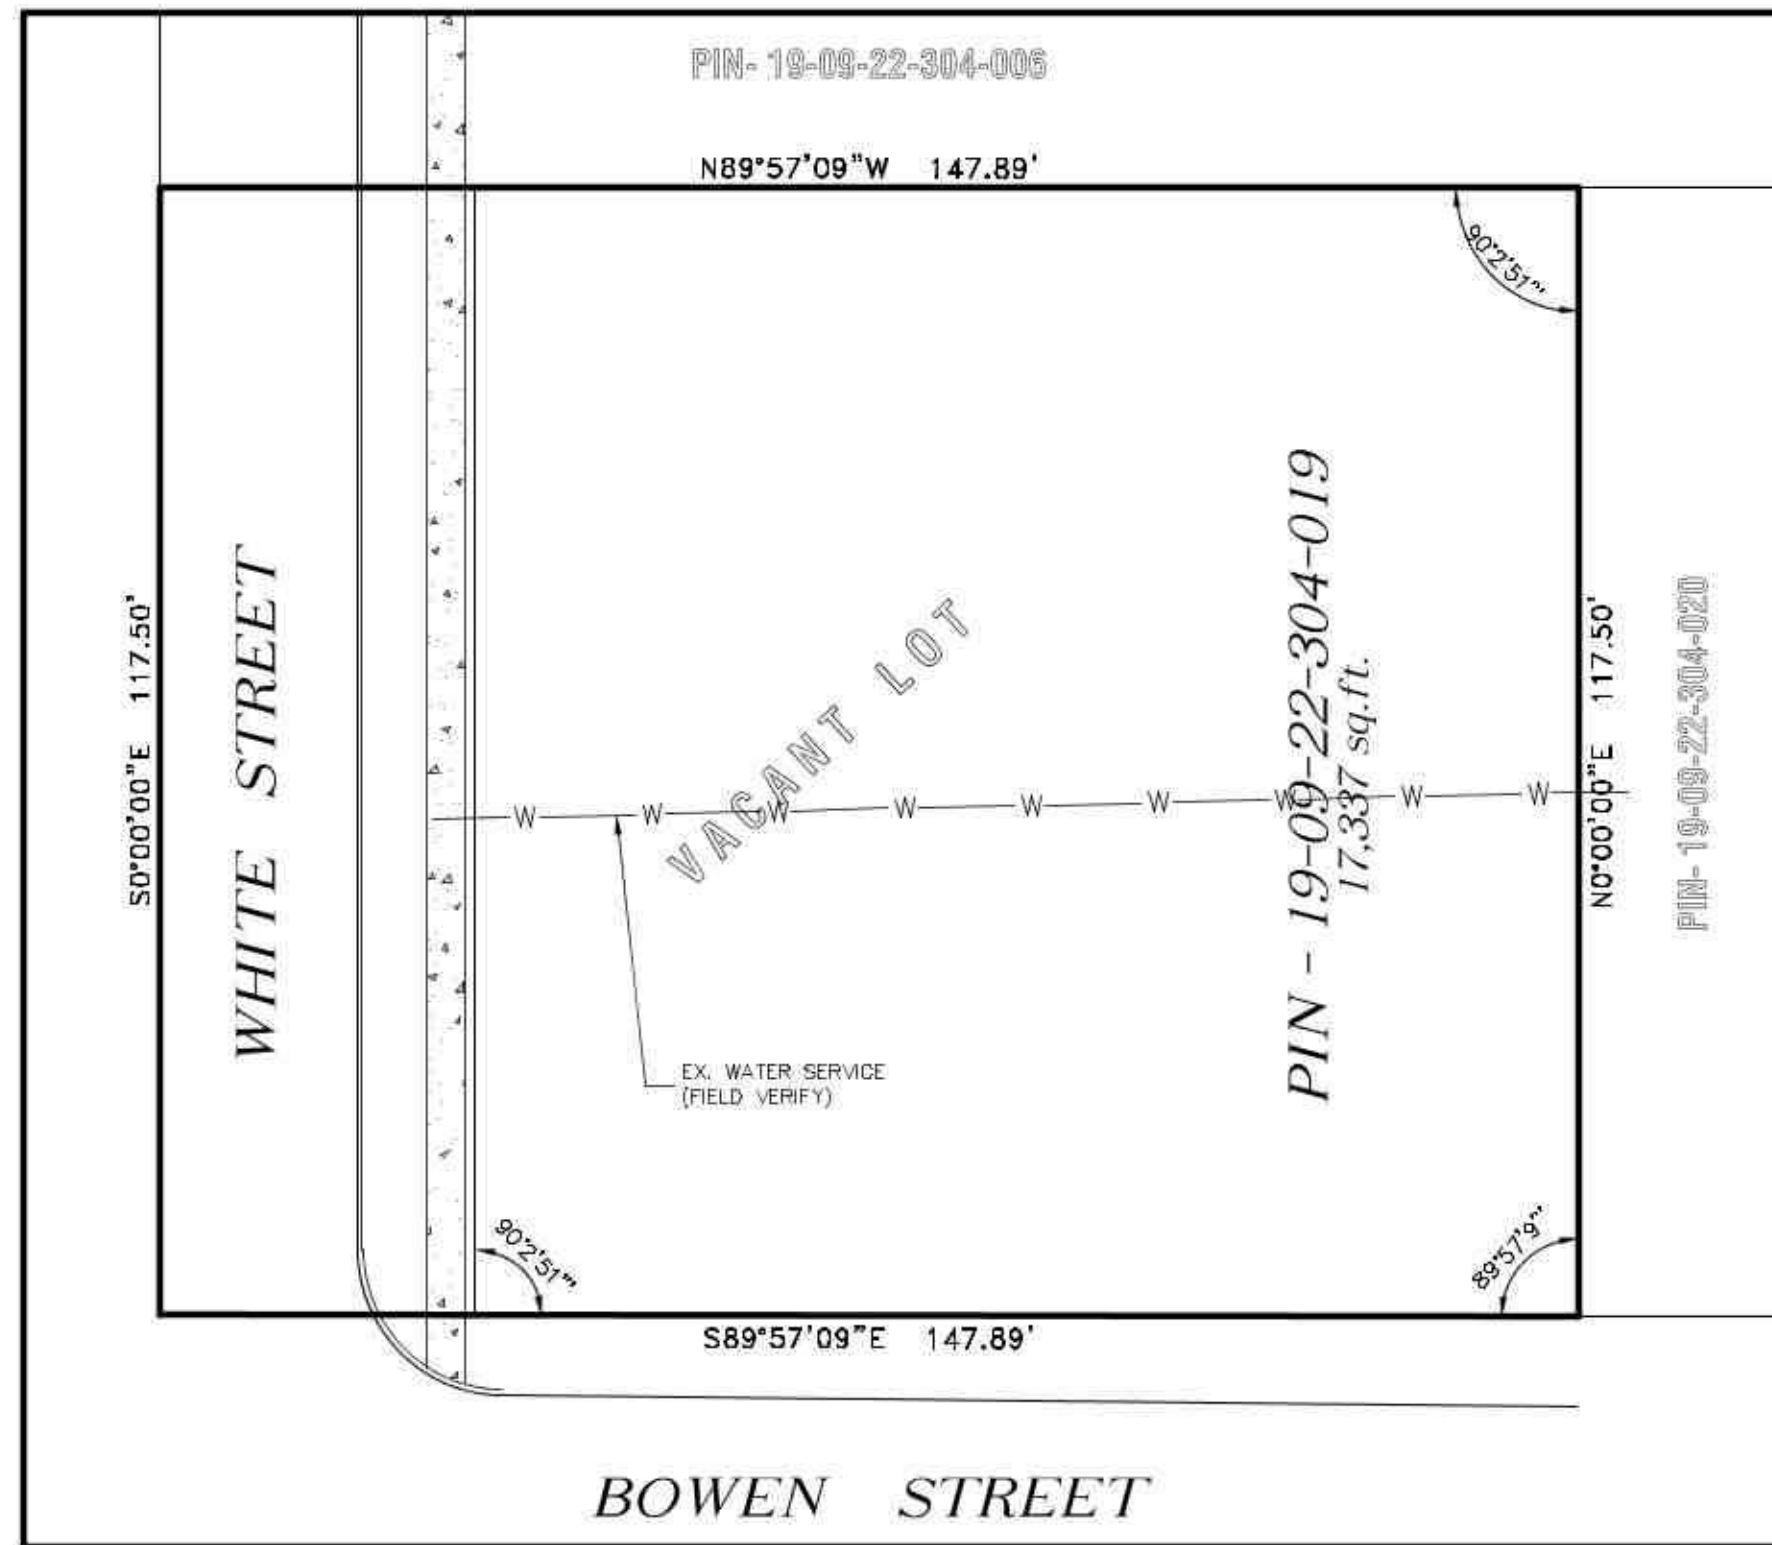 PIN- 19-09-22-304-006
N89°57'09"W 147.89'
90°2'51"'
S0°00'00"E 117.50'
WHITE STREET
VACANT LOT
PIN - 19-09-22-304-019
17,337 sq.ft.
N0°00'00"E 117.50'
PIN- 19-09-22-304-020
W W W W W W W W W
EX. WATER SERVICE
(FIELD VERIFY)
90°2'51"'
89°57'9"'
S89°57'09"E 147.89'
BOWEN STREET